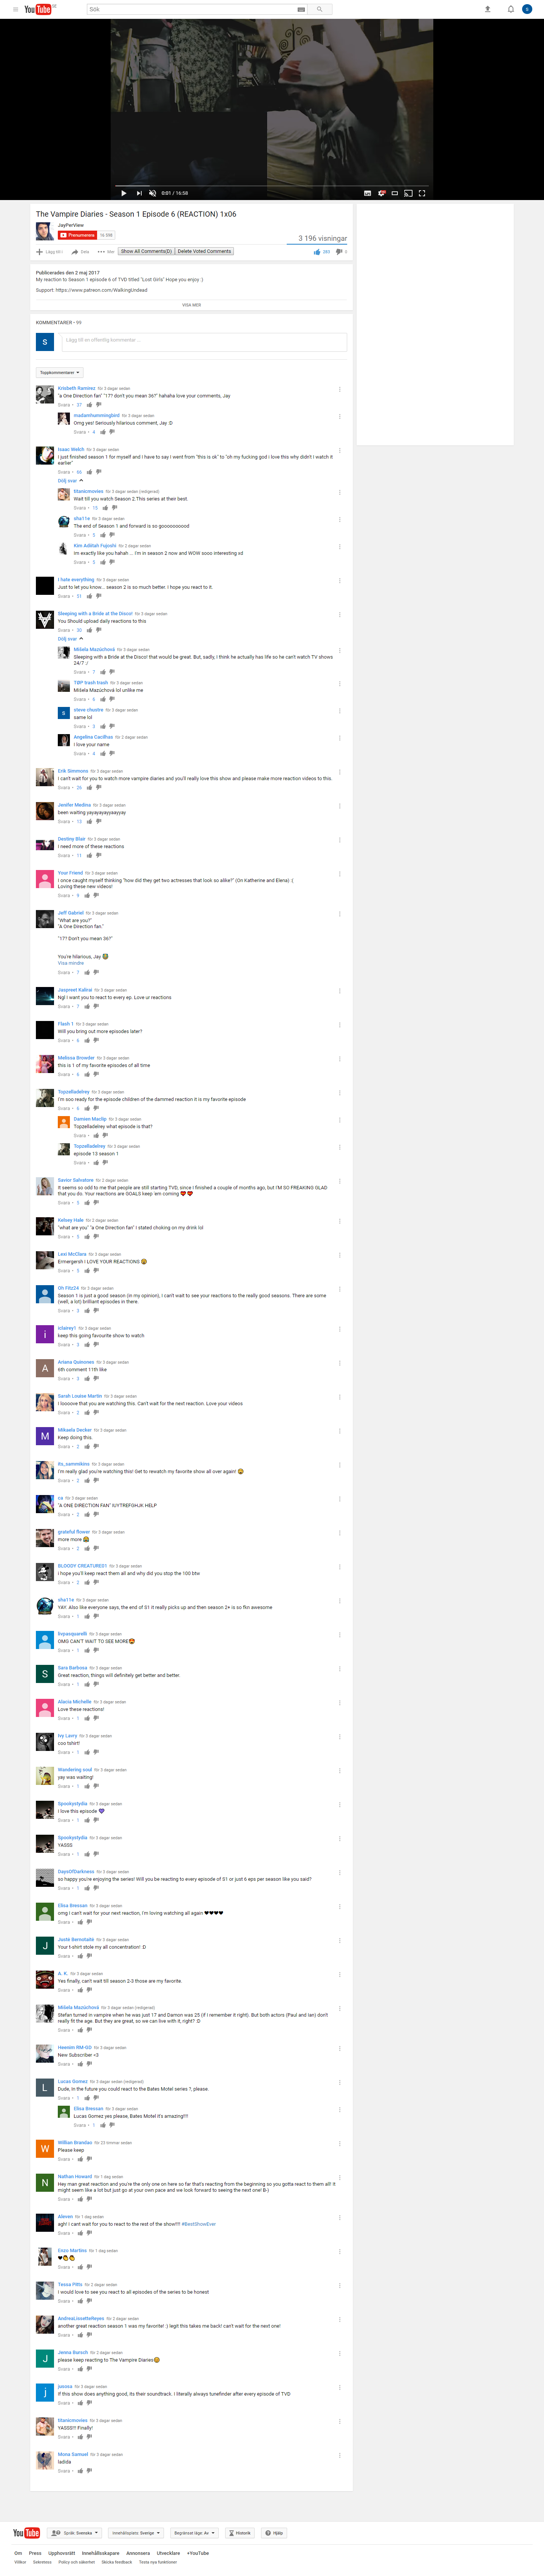 YouTube SE
Sök
s
0:01 / 16:58
The Vampire Diaries - Season 1 Episode 6 (REACTION) 1x06
JayPerView
Prenumerera 16 098
3 196 visningar
Lägg till i Dela Mer Show All Comments(D) Delete Voted Comments 283 0
Publicerades den 2 maj 2017
My reaction to Season 1 episode 6 of TVD titled "Lost Girls" Hope you enjoy :)
Support: https://www.patreon.com/WalkingUndead
VISA MER
KOMMENTARER • 99
s
Lägg till en offentlig kommentar ...
Toppkommentarer
Kristieth Ramirez för 3 dagar sedan
"a One Direction fan" "17? don't you mean 36?" hahaha love your comments, Jay
Svara • 37
madamhummingbird för 3 dagar sedan
Omg yes! Seriously hilarious comment, Jay :D
Svara • 4
Isaac Welch för 3 dagar sedan
I just finished season 1 for myself and I have to say I went from "this is ok" to "oh my fucking god I love this why didn't I watch it
earlier"
Svara • 66
Dölj svar
titanicmovies för 3 dagar sedan (redigerad)
Wait till you watch Season 2.This series at their best.
Svara • 13
sha11e för 3 dagar sedan
The end of Season 1 and forward is so goooooooood
Svara • 5
Kim Adéllah Fujoshi för 2 dagar sedan
Im exactly like you hahah ... I'm in season 2 now and WOW sooo interesting xd
Svara • 3
I hate everything för 3 dagar sedan
Just to let you know... season 2 is so much better. I hope you react to it.
Svara • 31
Sleeping with a Bride at the Disco! för 3 dagar sedan
You Should upload daily reactions to this
Svara • 30
Dölj svar
Mišela Mazúchová för 3 dagar sedan
Sleeping with a Bride at the Disco! that would be great. But, sadly, I think he actually has life so he can't watch TV shows
24/7 :/
Svara • 7
TØP trash trash för 3 dagar sedan
Mišela Mazúchová lol unlike me
Svara • 6
s
steve chustre för 3 dagar sedan
same lol
Svara • 2
Angelina Cacilhas för 2 dagar sedan
I love your name
Svara • 4
Erik Simmons för 3 dagar sedan
I can't wait for you to watch more vampire diaries and you'll really love this show and please make more reaction videos to this.
Svara • 25
Jenifer Medina för 3 dagar sedan
been waiting yayayayayyaayyay
Svara • 13
Destiny Blair för 3 dagar sedan
I need more of these reactions
Svara • 11
Your Friend för 3 dagar sedan
I once caught myself thinking "how did they get two actresses that look so alike?" (On Katherine and Elena) :(
Loving these new videos!
Svara • 9
Jeff Gabriel för 3 dagar sedan
"What are you?"
"A One Direction fan."
"17? Don't you mean 36?"
You're hilarious, Jay
Visa mindre
Svara • 7
Jaspreet Kalirai för 3 dagar sedan
Ngl I want you to react to every ep. Love ur reactions
Svara • 7
Flash 1 för 3 dagar sedan
Will you bring out more episodes later?
Svara • 6
Melissa Browder för 3 dagar sedan
this is 1 of my favorite episodes of all time
Svara • 6
Topzelladelrey för 3 dagar sedan
i'm soo ready for the episode children of the dammed reaction it is my favorite episode
Svara • 6
Damien Maclip för 3 dagar sedan
Topzelladelrey what episode is that?
Svara •
Topzelladelrey för 3 dagar sedan
episode 13 season 1
Svara •
Savior Salvatore för 2 dagar sedan
It seems so odd to me that people are still starting TVD, since I finished a couple of months ago, but I'M SO FREAKING GLAD
that you do. Your reactions are GOALS keep 'em coming ❤❤
Svara • 5
Kelsey Hale för 2 dagar sedan
"what are you" "a One Direction fan" I stated choking on my drink lol
Svara • 5
Lexi McClara för 3 dagar sedan
Ermergersh I LOVE YOUR REACTIONS
Svara • 5
Oh Fitz24 för 3 dagar sedan
Season 1 is just a good season (in my opinion), I can't wait to see your reactions to the really good seasons. There are some
(well, a lot) brilliant episodes in there.
Svara • 3
i
iclairey1 för 3 dagar sedan
keep this going favourite show to watch
Svara • 3
A
Ariana Quinones för 3 dagar sedan
6th comment 11th like
Svara • 2
Sarah Louise Martin för 3 dagar sedan
I loooove that you are watching this. Can't wait for the next reaction. Love your videos
Svara • 2
M
Mikaela Decker för 3 dagar sedan
Keep doing this.
Svara • 2
its_sammikins för 3 dagar sedan
I'm really glad you're watching this! Get to rewatch my favorite show all over again!
Svara • 2
ca för 3 dagar sedan
"A ONE DIRECTION FAN" IUYTREFGHJK HELP
Svara • 2
grateful flower för 3 dagar sedan
more more
Svara • 2
BLOODY CREATURES1 för 3 dagar sedan
i hope you'll keep react them all and why did you stop the 100 btw
Svara • 2
sha11e för 3 dagar sedan
YAY. Also like everyone says, the end of S1 it really picks up and then season 2+ is so fkn awesome
Svara • 1
livpasquarelli för 3 dagar sedan
OMG CAN'T WAIT TO SEE MORE
Svara • 1
S
Sara Barbosa för 3 dagar sedan
Great reaction, things will definitely get better and better.
Svara • 1
Alacia Michelle för 3 dagar sedan
Love these reactions!
Svara • 1
Ivy Lavry för 3 dagar sedan
coo tshirt!
Svara • 1
Wandering soul för 3 dagar sedan
yay was waiting!
Svara • 1
Spookystydia för 3 dagar sedan
I love this episode
Svara • 1
Spookystydia för 3 dagar sedan
YASSS
Svara • 1
DaysOfDarkness för 3 dagar sedan
so happy you're enjoying the series! Will you be reacting to every episode of S1 or just 6 eps per season like you said?
Svara • 1
Elisa Bressan för 3 dagar sedan
omg i can't wait for your next reaction, i'm loving watching all again ♥♥♥♥
Svara •
J
Justė Bernotaitė för 3 dagar sedan
Your t-shirt stole my all concentration! :D
Svara •
A. K. för 3 dagar sedan
Yes finally, can't wait till season 2-3 those are my favorite.
Svara •
Mišela Mazúchová för 3 dagar sedan (redigerad)
Stefan turned in vampire when he was just 17 and Damon was 25 (if I remember it right). But both actors (Paul and Ian) don't
really fit the age. But they are great, so we can live with it, right? :D
Svara •
Heenim RM-GD för 3 dagar sedan
New Subscriber <3
Svara •
L
Lucas Gomez för 3 dagar sedan (redigerad)
Dude, In the future you could react to the Bates Motel series ?, please.
Svara • 1
Elisa Bressan för 3 dagar sedan
Lucas Gomez yes please, Bates Motel it's amazing!!!!
Svara • 1
W
Willian Brandao för 23 timmar sedan
Please keep
Svara •
N
Nathan Howard för 1 dag sedan
Hey man great reaction and you're the only one on here so far that's reacting from the beginning so you gotta react to them all! It
might seem like a lot but just go at your own pace and we look forward to seeing the next one! B-)
Svara •
Aileven för 1 dag sedan
agh! i cant wait for you to react to the rest of the show!!!! #BestShowEver
Svara •
Enzo Martins för 1 dag sedan
♥
Svara •
Tessa Pitts för 2 dagar sedan
I would love to see you react to all episodes of the series to be honest
Svara •
AndreaLissetteReyes för 2 dagar sedan
another great reaction season 1 was my favorite! :) legit this takes me back! can't wait for the next one!
Svara •
J
Jenna Bursch för 2 dagar sedan
please keep reacting to The Vampire Diaries
Svara •
j
jusssa för 3 dagar sedan
If this show does anything good, its their soundtrack. I literally always tunefinder after every episode of TVD
Svara •
titanicmovies för 3 dagar sedan
YASSS!!! Finally!
Svara •
Mona Samuel för 3 dagar sedan
ladida
Svara •
YouTube Språk: Svenska Innehållsplats: Sverige Begränsat läge: Av Historik Hjälp
Om Press Upphovsrätt Innehållsskapare Annonsera Utvecklare +YouTube
Villkor Sekretess Policy och säkerhet Skicka feedback Testa nya funktioner